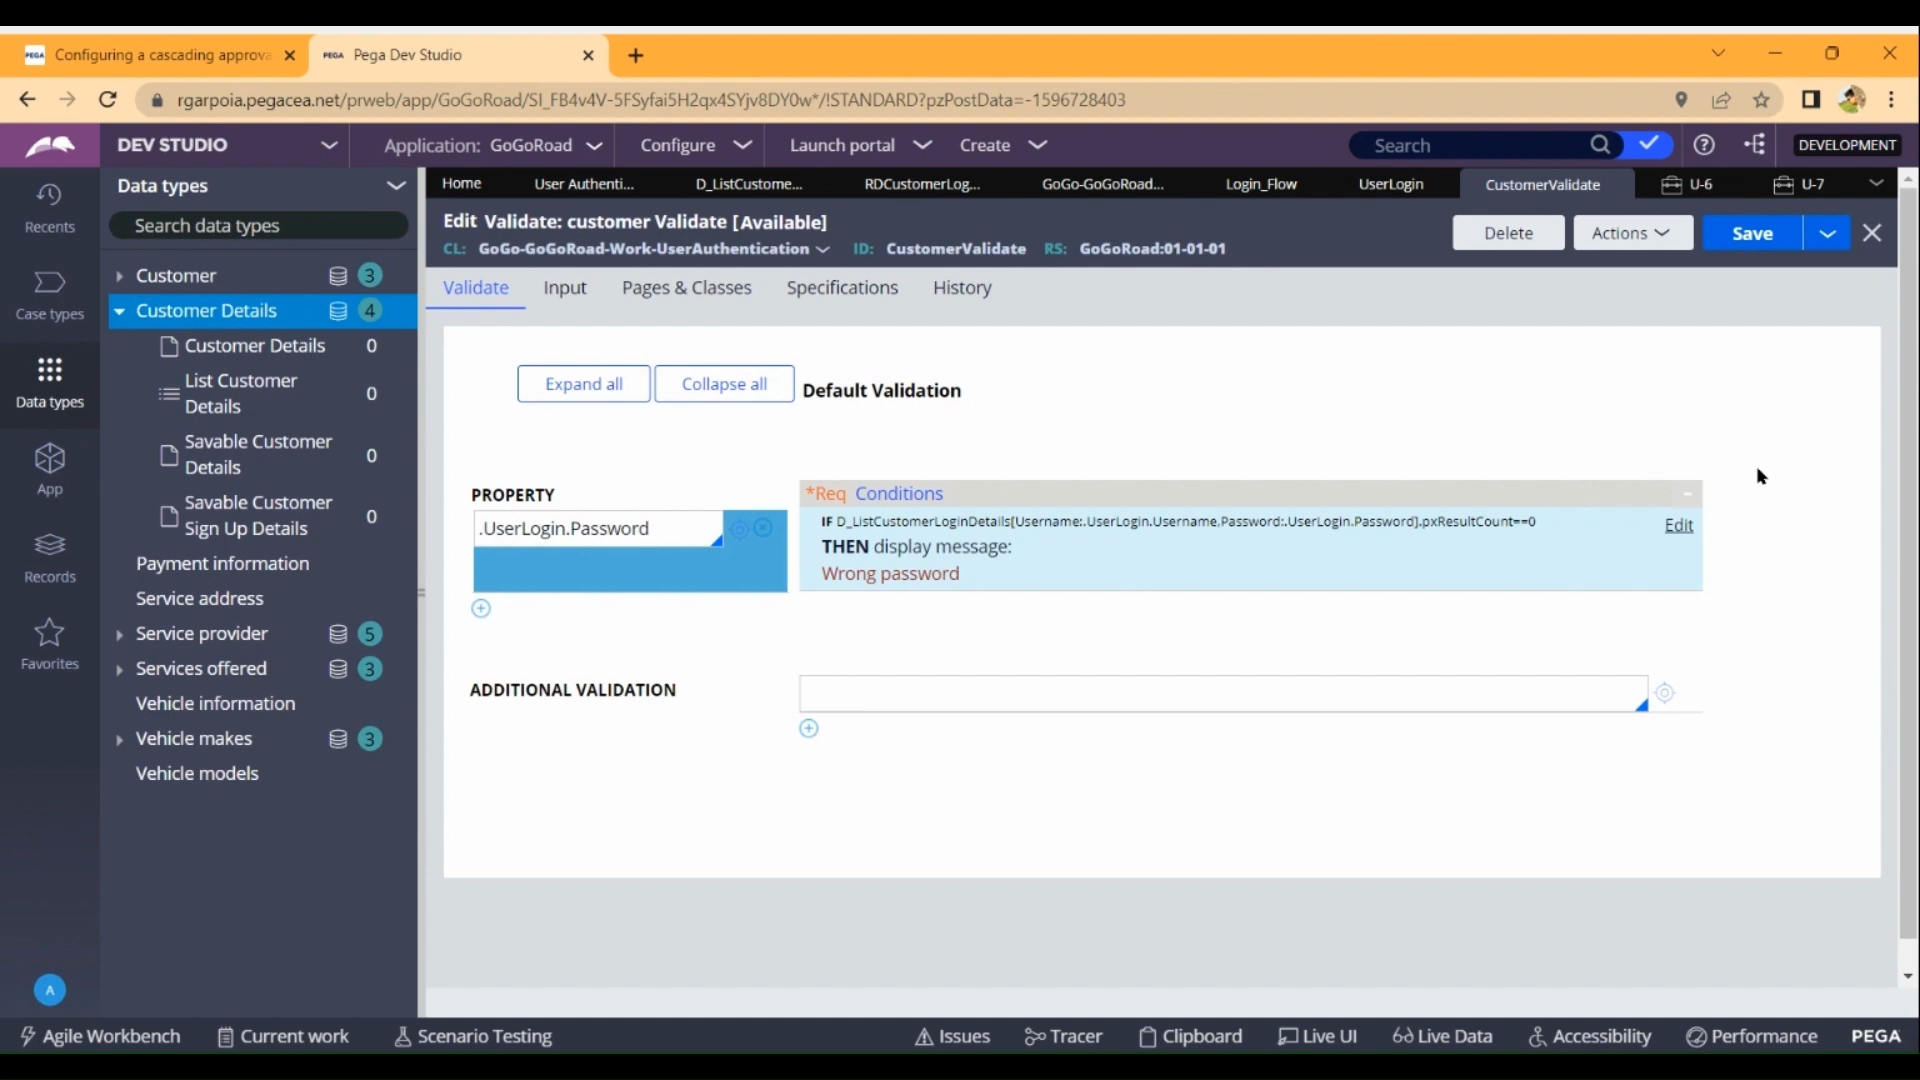 PEGA Configuring a cascading approva
PEGA Pega Dev Studio
rgarpoia.pegacea.net/prweb/app/GoGoRoad/SI_FB4v4V-5FSyfai5H2qx4SYjv8DY0w*/!STANDARD?pzPostData=-1596728403
DEV STUDIO
Application: GoGoRoad
Configure
Launch portal
Create
Search
DEVELOPMENT
Recents
Case types
Data types
App
Records
Favorites
A
Data types
Search data types
Customer 3
Customer Details 4
Customer Details 0
List Customer
Details 0
Savable Customer
Details 0
Savable Customer
Sign Up Details 0
Payment information
Service address
Service provider 5
Services offered 3
Vehicle information
Vehicle makes 3
Vehicle models
Home
User Authenti...
D_ListCustome...
RDCustomerLog...
GoGo-GoGoRoad...
Login_Flow
UserLogin
CustomerValidate
U-6
U-7
Edit Validate: customer Validate [Available]
CL: GoGo-GoGoRoad-Work-UserAuthentication ID: CustomerValidate RS: GoGoRoad:01-01-01
Delete
Actions
Save
Validate
Input
Pages & Classes
Specifications
History
Expand all
Collapse all
Default Validation
PROPERTY
.UserLogin.Password
*Req Conditions
IF D_ListCustomerLoginDetails[Username:.UserLogin.Username,Password:.UserLogin.Password].pxResultCount==0
Edit
THEN display message:
Wrong password
ADDITIONAL VALIDATION
Agile Workbench
Current work
Scenario Testing
Issues
Tracer
Clipboard
Live UI
Live Data
Accessibility
Performance
PEGA